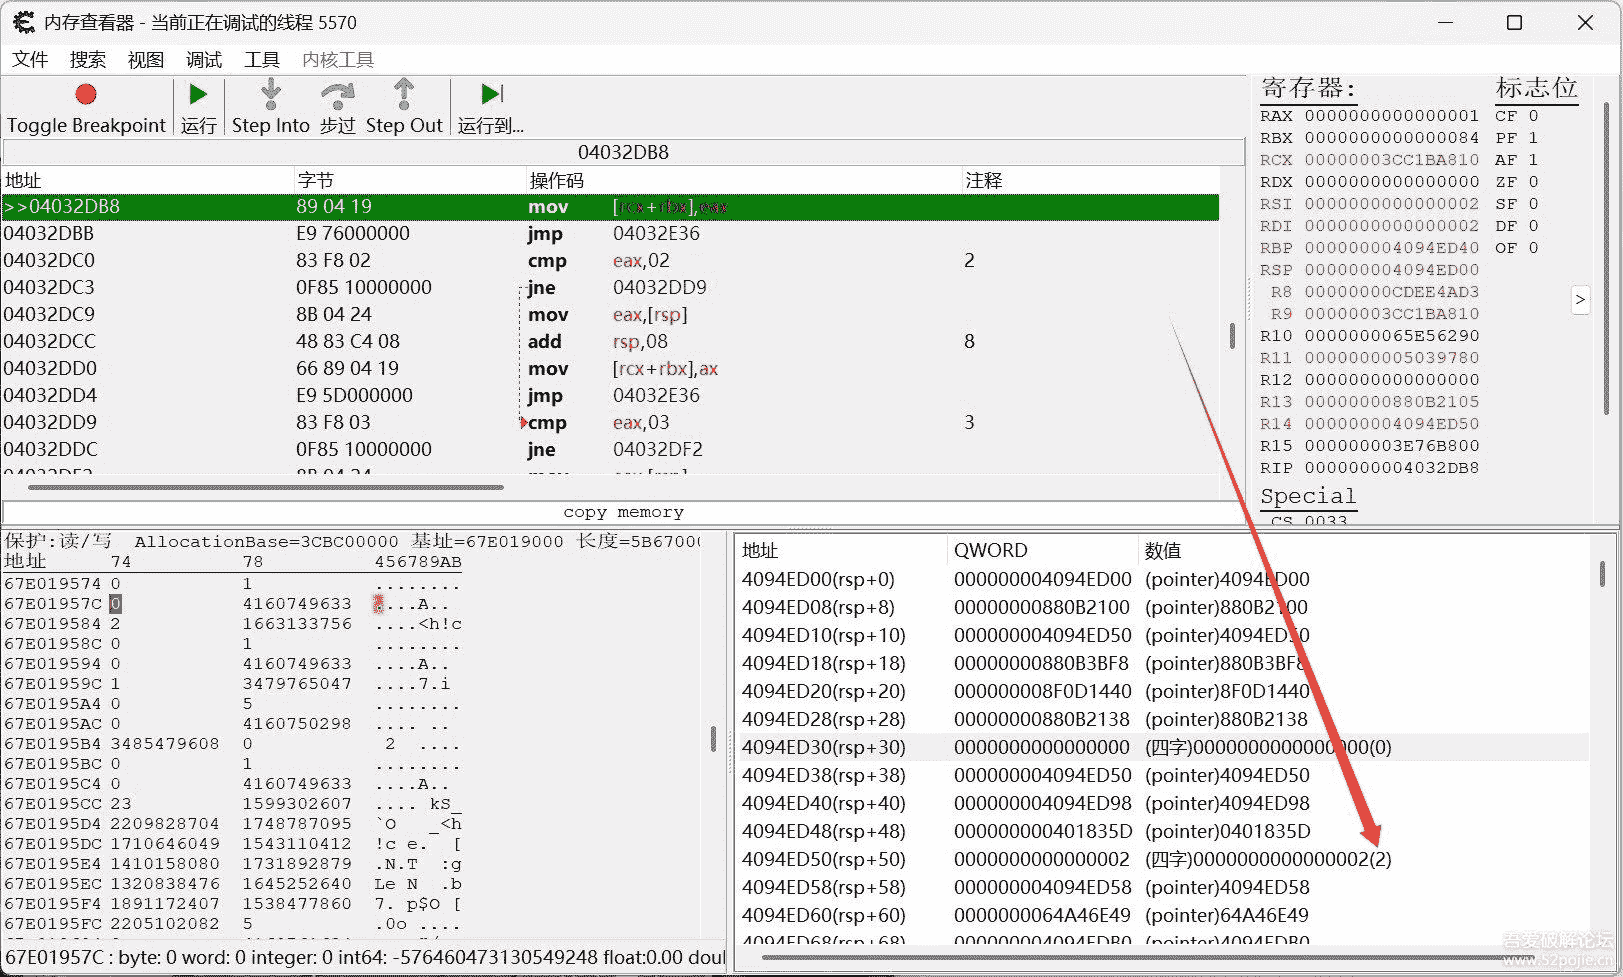 内存查看器 - 当前正在调试的线程 5570
文件 搜索 视图 调试 工具 内核工具
Toggle Breakpoint 运行 Step Into 步过 Step Out 运行到...
04032DB8
地址 字节 操作码 注释
>>04032DB8 89 04 19 mov [rcx+rbx],eax
04032DBB E9 76000000 jmp 04032E36
04032DC0 83 F8 02 cmp eax,02 2
04032DC3 0F85 10000000 jne 04032DD9
04032DC9 8B 04 24 mov eax,[rsp]
04032DCC 48 83 C4 08 add rsp,08 8
04032DD0 66 89 04 19 mov [rcx+rbx],ax
04032DD4 E9 5D000000 jmp 04032E36
04032DD9 83 F8 03 cmp eax,03 3
04032DDC 0F85 10000000 jne 04032DF2
copy memory
寄存器: 标志位
RAX 0000000000000001 CF 0
RBX 0000000000000084 PF 1
RCX 00000003CC1BA810 AF 1
RDX 0000000000000000 ZF 0
RSI 0000000000000002 SF 0
RDI 0000000000000002 DF 0
RBP 000000004094ED40 OF 0
RSP 000000004094ED00
R8 00000000CDEE4AD3
R9 00000003CC1BA810
R10 0000000065E56290
R11 0000000005039780
R12 0000000000000000
R13 00000000880B2105
R14 000000004094ED50
R15 000000003E76B800
RIP 0000000004032DB8
>
Special
CS 0033
保护:读/写 AllocationBase=3CBC00000 基址=67E019000 长度=5B67000
地址 74 78 456789AB
67E019574 0 1 ........
67E01957C 0 4160749633 ....A..
67E019584 2 1663133756 ....<h!c
67E01958C 0 1 ........
67E019594 0 4160749633 ....A..
67E01959C 1 3479765047 ....7.i
67E0195A4 0 5 ........
67E0195AC 0 4160750298 .... ..
67E0195B4 3485479608 0 2 ....
67E0195BC 0 1 ........
67E0195C4 0 4160749633 ....A..
67E0195CC 23 1599302607 .... kS_
67E0195D4 2209828704 1748787095 `O _<h
67E0195DC 1710646049 1543110412 !ce. [
67E0195E4 1410158080 1731892879 .N.T :g
67E0195EC 1320838476 1645252640 LeN .b
67E0195F4 1891172407 1538477860 7. p$O [
67E0195FC 2205102082 5 .0o ....
67E01957C : byte: 0 word: 0 integer: 0 int64: -576460473130549248 float:0.00 dou
地址 QWORD 数值
4094ED00(rsp+0) 000000004094ED00 (pointer)4094ED00
4094ED08(rsp+8) 00000000880B2100 (pointer)880B2100
4094ED10(rsp+10) 000000004094ED50 (pointer)4094ED50
4094ED18(rsp+18) 00000000880B3BF8 (pointer)880B3BF8
4094ED20(rsp+20) 000000008F0D1440 (pointer)8F0D1440
4094ED28(rsp+28) 00000000880B2138 (pointer)880B2138
4094ED30(rsp+30) 0000000000000000 (四字)0000000000000000(0)
4094ED38(rsp+38) 000000004094ED50 (pointer)4094ED50
4094ED40(rsp+40) 000000004094ED98 (pointer)4094ED98
4094ED48(rsp+48) 000000000401835D (pointer)0401835D
4094ED50(rsp+50) 0000000000000002 (四字)0000000000000002(2)
4094ED58(rsp+58) 000000004094ED58 (pointer)4094ED58
4094ED60(rsp+60) 0000000064A46E49 (pointer)64A46E49
吾爱破解论坛
www.52pojie.cn